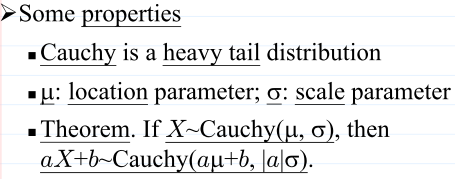 ➢Some properties
▪Cauchy is a heavy tail distribution
▪μ: location parameter; σ: scale parameter
▪Theorem. If X~Cauchy(μ, σ), then
aX+b~Cauchy(aμ+b, |a|σ).